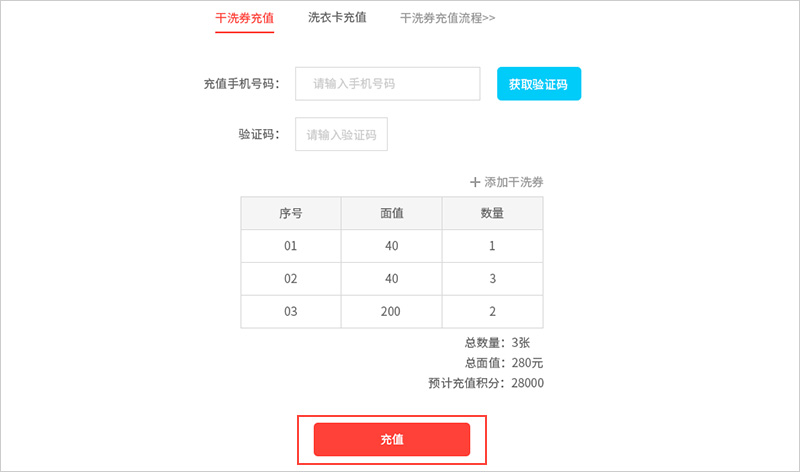 干洗券充值 洗衣卡充值 干洗券充值流程>>
充值手机号码： 请输入手机号码 获取验证码
验证码： 请输入验证码
+ 添加干洗券
序号 面值 数量
01 40 1
02 40 3
03 200 2
总数量：3张
总面值：280元
预计充值积分：28000
充值